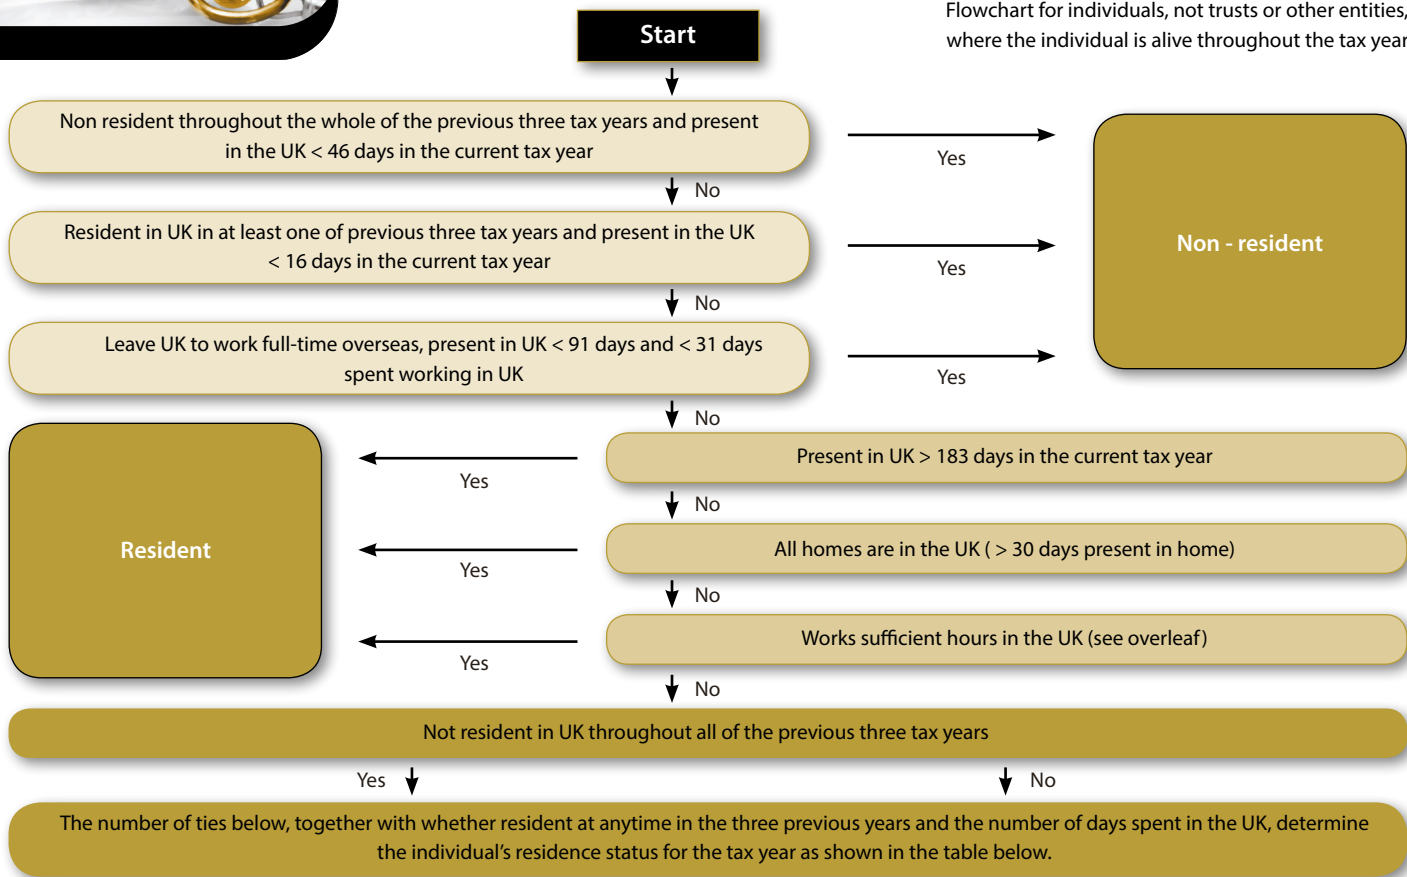 Flowchart for individuals, not trusts or other entities,
where the individual is alive throughout the tax year
Start
Non resident throughout the whole of the previous three tax years and present
in the UK < 46 days in the current tax year
Yes
No
Resident in UK in at least one of previous three tax years and present in the UK
< 16 days in the current tax year
Yes
Non - resident
No
Leave UK to work full-time overseas, present in UK < 91 days and < 31 days
spent working in UK
Yes
No
Present in UK > 183 days in the current tax year
Yes
No
Resident
All homes are in the UK ( > 30 days present in home)
Yes
No
Works sufficient hours in the UK (see overleaf)
Yes
No
Not resident in UK throughout all of the previous three tax years
Yes
No
The number of ties below, together with whether resident at anytime in the three previous years and the number of days spent in the UK, determine
the individual's residence status for the tax year as shown in the table below.